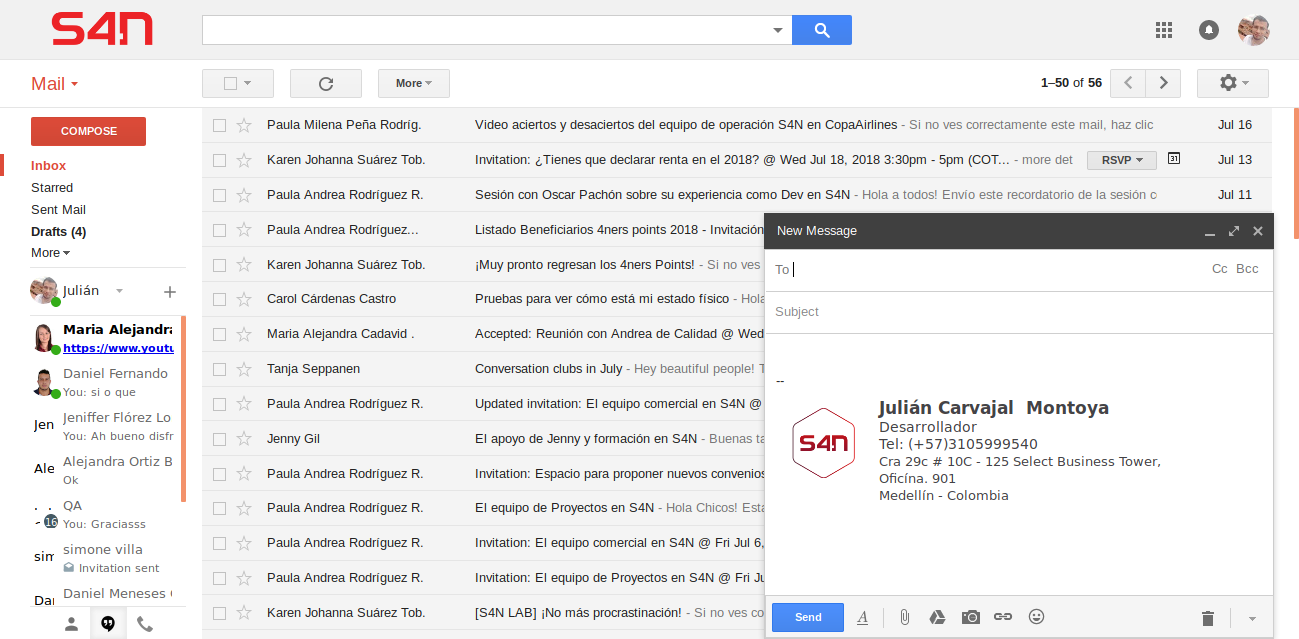 S4N
Mail
More
1–50 of 56
COMPOSE
Inbox
Starred
Sent Mail
Drafts (4)
More
Julián
Maria Alejandra
https://www.youtu
Daniel Fernando
You: si o que
Jen
Jeniffer Flórez Lo
You: Ah bueno disfr
Ale
Alejandra Ortiz B
Ok
QA
16
You: Graciasss
sim
simone villa
Invitation sent
Dan
Daniel Meneses
Paula Milena Peña Rodríg. Video aciertos y desaciertos del equipo de operación S4N en CopaAirlines - Si no ves correctamente este mail, haz clic Jul 16
Karen Johanna Suárez Tob. Invitation: ¿Tienes que declarar renta en el 2018? @ Wed Jul 18, 2018 3:30pm - 5pm (COT... - more det RSVP 31 Jul 13
Paula Andrea Rodríguez R. Sesión con Oscar Pachón sobre su experiencia como Dev en S4N - Hola a todos! Envío este recordatorio de la sesión c Jul 11
Paula Andrea Rodríguez... Listado Beneficiarios 4ners points 2018 - Invitación
Karen Johanna Suárez Tob. ¡Muy pronto regresan los 4ners Points! - Si no ves
Carol Cárdenas Castro Pruebas para ver cómo está mi estado físico - Hola
Maria Alejandra Cadavid . Accepted: Reunión con Andrea de Calidad @ Wed
Tanja Seppanen Conversation clubs in July - Hey beautiful people! T
Paula Andrea Rodríguez R. Updated invitation: El equipo comercial en S4N @
Jenny Gil El apoyo de Jenny y formación en S4N - Buenas ta
Paula Andrea Rodríguez R. Invitation: Espacio para proponer nuevos convenios
Paula Andrea Rodríguez R. El equipo de Proyectos en S4N - Hola Chicos! Esta
Paula Andrea Rodríguez R. Invitation: El equipo comercial en S4N @ Fri Jul 6,
Paula Andrea Rodríguez R. Invitation: El equipo de Proyectos en S4N @ Fri Ju
Karen Johanna Suárez Tob. [S4N LAB] ¡No más procrastinación! - Si no ves co
New Message
To Cc Bcc
Subject
--
S4N
Julián Carvajal Montoya
Desarrollador
Tel: (+57)3105999540
Cra 29c # 10C - 125 Select Business Tower,
Oficína. 901
Medellín - Colombia
Send A